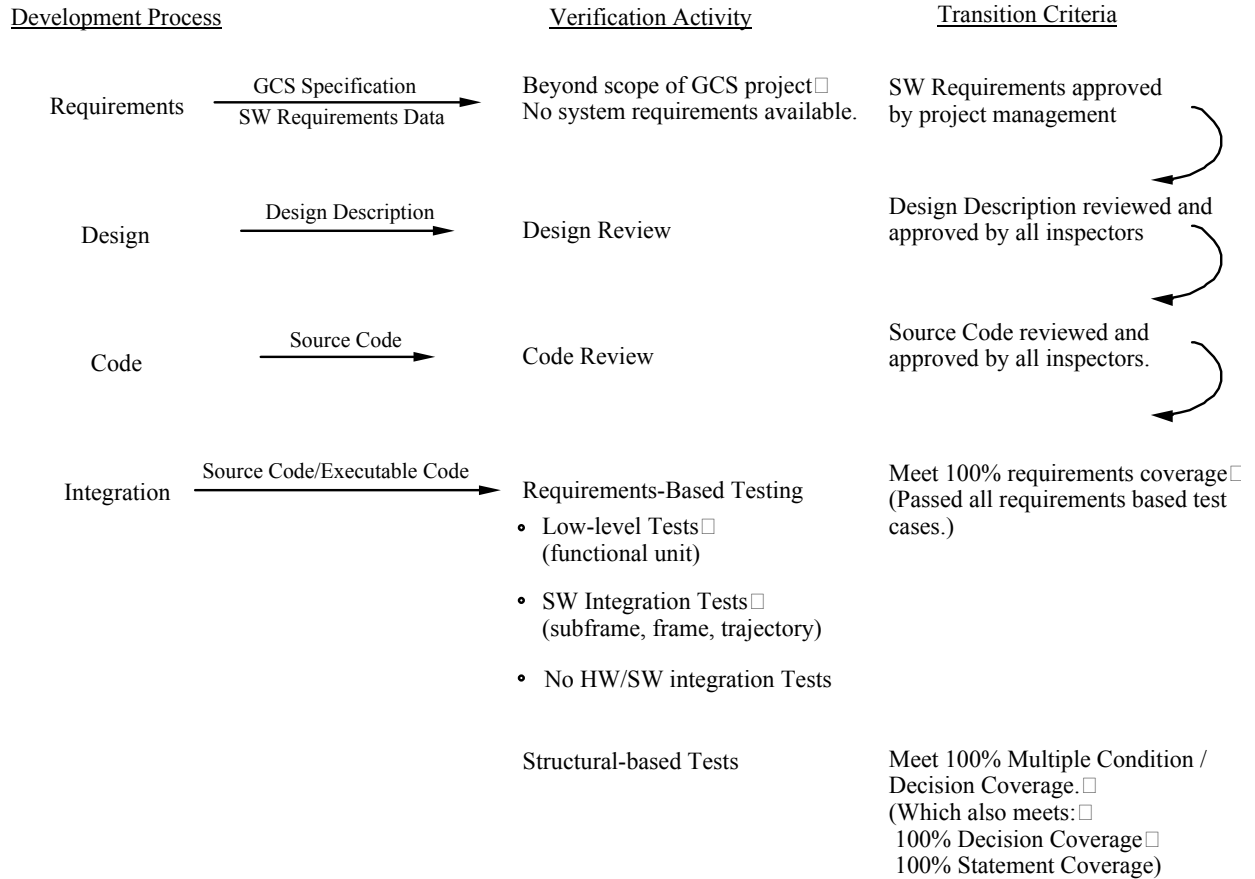 Development Process
Verification Activity
Transition Criteria
Requirements
GCS Specification
SW Requirements Data
Beyond scope of GCS project□
No system requirements available.
SW Requirements approved
by project management
Design
Design Description
Design Review
Design Description reviewed and
approved by all inspectors
Code
Source Code
Code Review
Source Code reviewed and
approved by all inspectors.
Integration
Source Code/Executable Code
Requirements-Based Testing
• Low-level Tests□
(functional unit)
• SW Integration Tests□
(subframe, frame, trajectory)
• No HW/SW integration Tests
Meet 100% requirements coverage□
(Passed all requirements based test
cases.)
Structural-based Tests
Meet 100% Multiple Condition /
Decision Coverage.□
(Which also meets:□
100% Decision Coverage□
100% Statement Coverage)